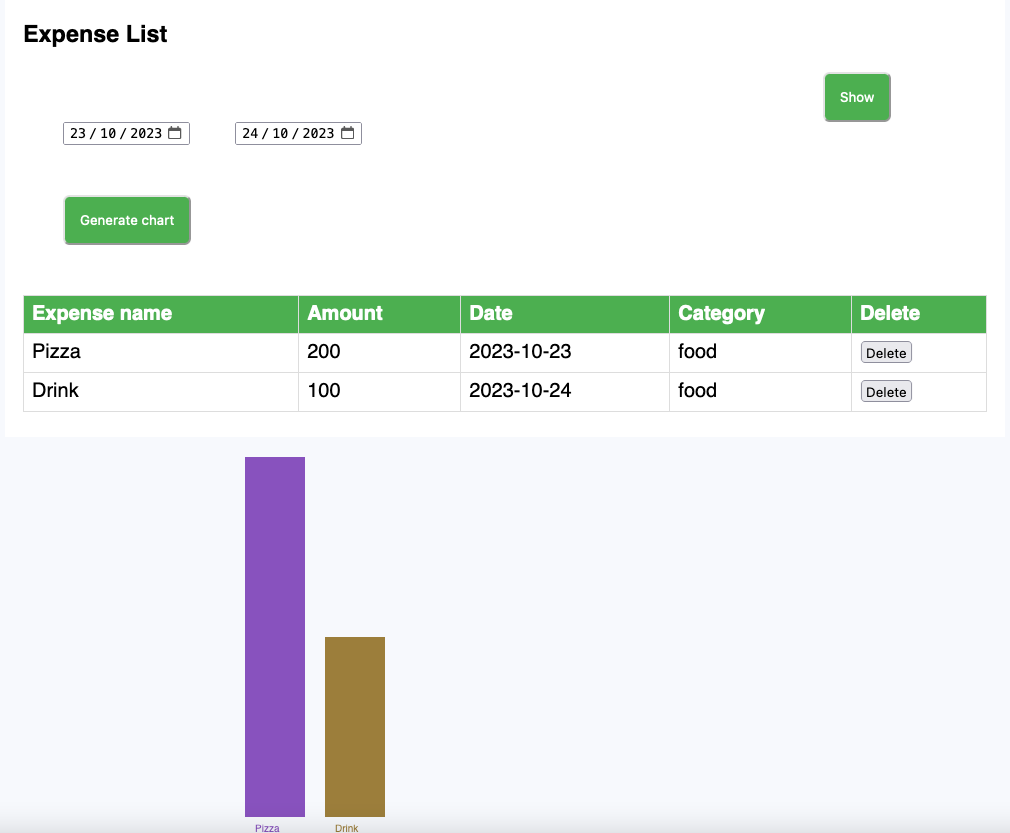 Expense List
Show
23/10/2023 24/10/2023
Generate chart
Expense name Amount Date Category Delete
Pizza 200 2023-10-23 food Delete
Drink 100 2023-10-24 food Delete
Pizza Drink